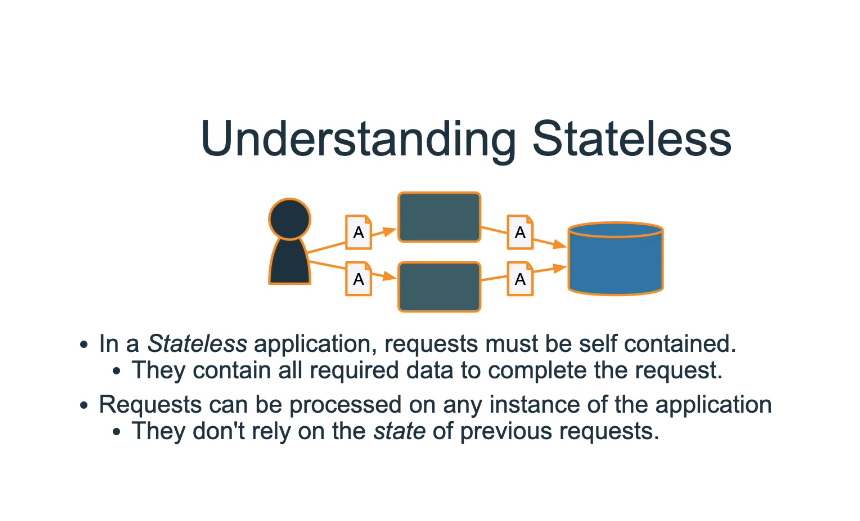 Understanding Stateless
A
A
A
A
• In a Stateless application, requests must be self contained.
• They contain all required data to complete the request.
• Requests can be processed on any instance of the application
• They don't rely on the state of previous requests.